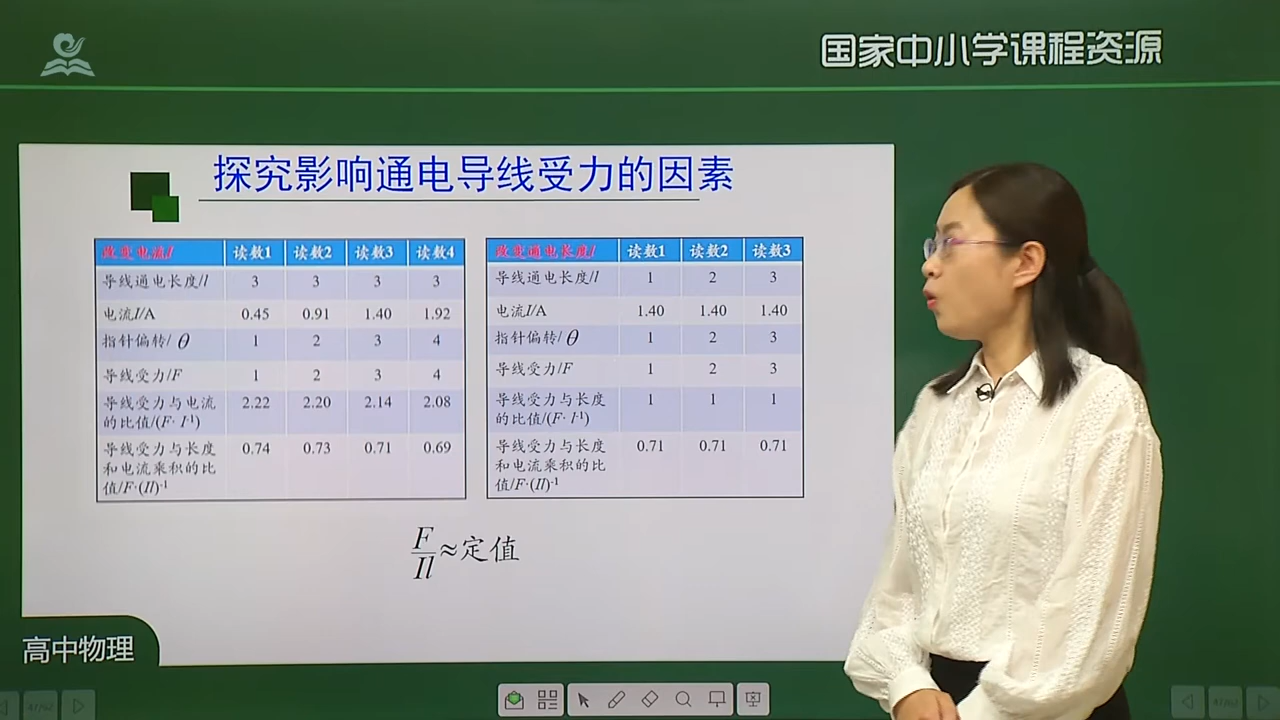 国家中小学课程资源
探究影响通电导线受力的因素
改变电流I 读数1 读数2 读数3 读数4
导线通电长度/l 3 3 3 3
电流I/A 0.45 0.91 1.40 1.92
指针偏转/ θ 1 2 3 4
导线受力/F 1 2 3 4
导线受力与电流 2.22 2.20 2.14 2.08
的比值/(F· I⁻¹)
导线受力与长度 0.74 0.73 0.71 0.69
和电流乘积的比
值/F·(Il)⁻¹
改变通电长度l 读数1 读数2 读数3
导线通电长度/l 1 2 3
电流I/A 1.40 1.40 1.40
指针偏转/θ 1 2 3
导线受力/F 1 2 3
导线受力与长度 1 1 1
的比值/(F· l⁻¹)
导线受力与长度 0.71 0.71 0.71
和电流乘积的比
值/F·(Il)⁻¹
F
Il
≈定值
高中物理